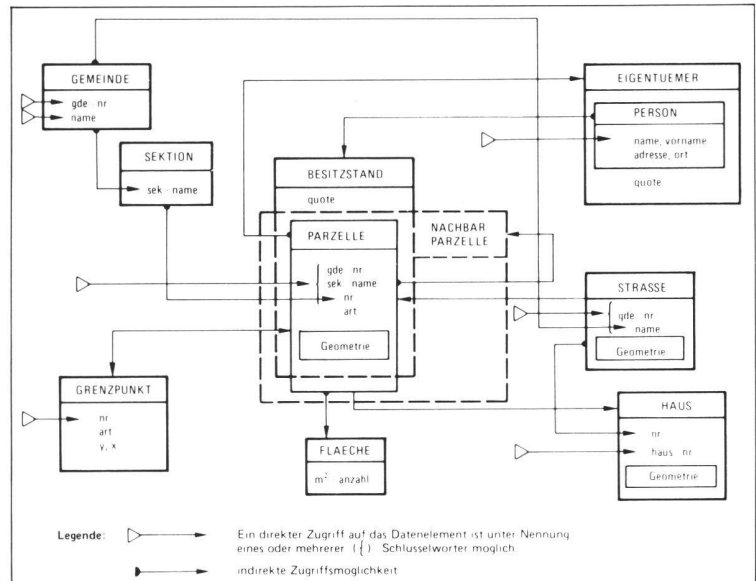 GEMEINDE
gde nr
name
SEKTION
sek-name
BESITZSTAND
quote
NACHBAR
PARZELLE
PARZELLE
gde nr
sek name
nr
art
Geometrie
EIGENTUEMER
PERSON
name, vorname
adresse, ort
quote
STRASSE
gde nr
name
Geometrie
GRENZPUNKT
nr
art
y, x
FLAECHE
m² anzahl
HAUS
nr
haus nr
Geometrie
Legende:
Ein direkter Zugriff auf das Datenelement ist unter Nennung
eines oder mehrerer ({) Schlusselworter moglich
indirekte Zugriffsmoglichkeit